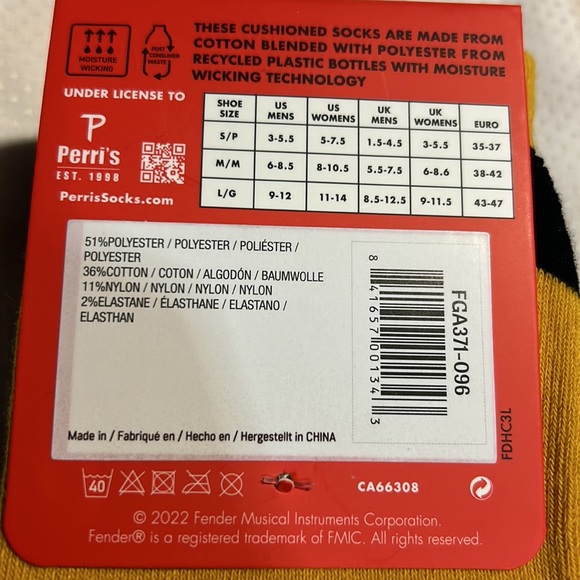 MOISTURE
WICKING
POST
CONSUMER
WASTE
THESE CUSHIONED SOCKS ARE MADE FROM
COTTON BLENDED WITH POLYESTER FROM
RECYCLED PLASTIC BOTTLES WITH MOISTURE
WICKING TECHNOLOGY
UNDER LICENSE TO
Perri's
EST. 1998
PerrisSocks.com
SHOE SIZE US MENS US WOMENS UK MENS UK WOMENS EURO
S/P 3-5.5 5-7.5 1.5-4.5 3-5.5 35-37
M/M 6-8.5 8-10.5 5.5-7.5 6-8.6 38-42
L/G 9-12 11-14 8.5-12.5 9-11.5 43-47
51%POLYESTER / POLYESTER / POLIÉSTER /
POLYESTER
36%COTTON / COTON / ALGODÓN / BAUMWOLLE
11%NYLON / NYLON / NYLON / NYLON
2%ELASTANE / ÉLASTHANE / ELASTANO /
ELASTHAN
Made in / Fabriqué en / Hecho en / Hergestellt in CHINA
8 41657 00134 3
FGA371-096
FDHC3L
40
CA66308
© 2022 Fender Musical Instruments Corporation.
Fender® is a registered trademark of FMIC. All rights reserved.